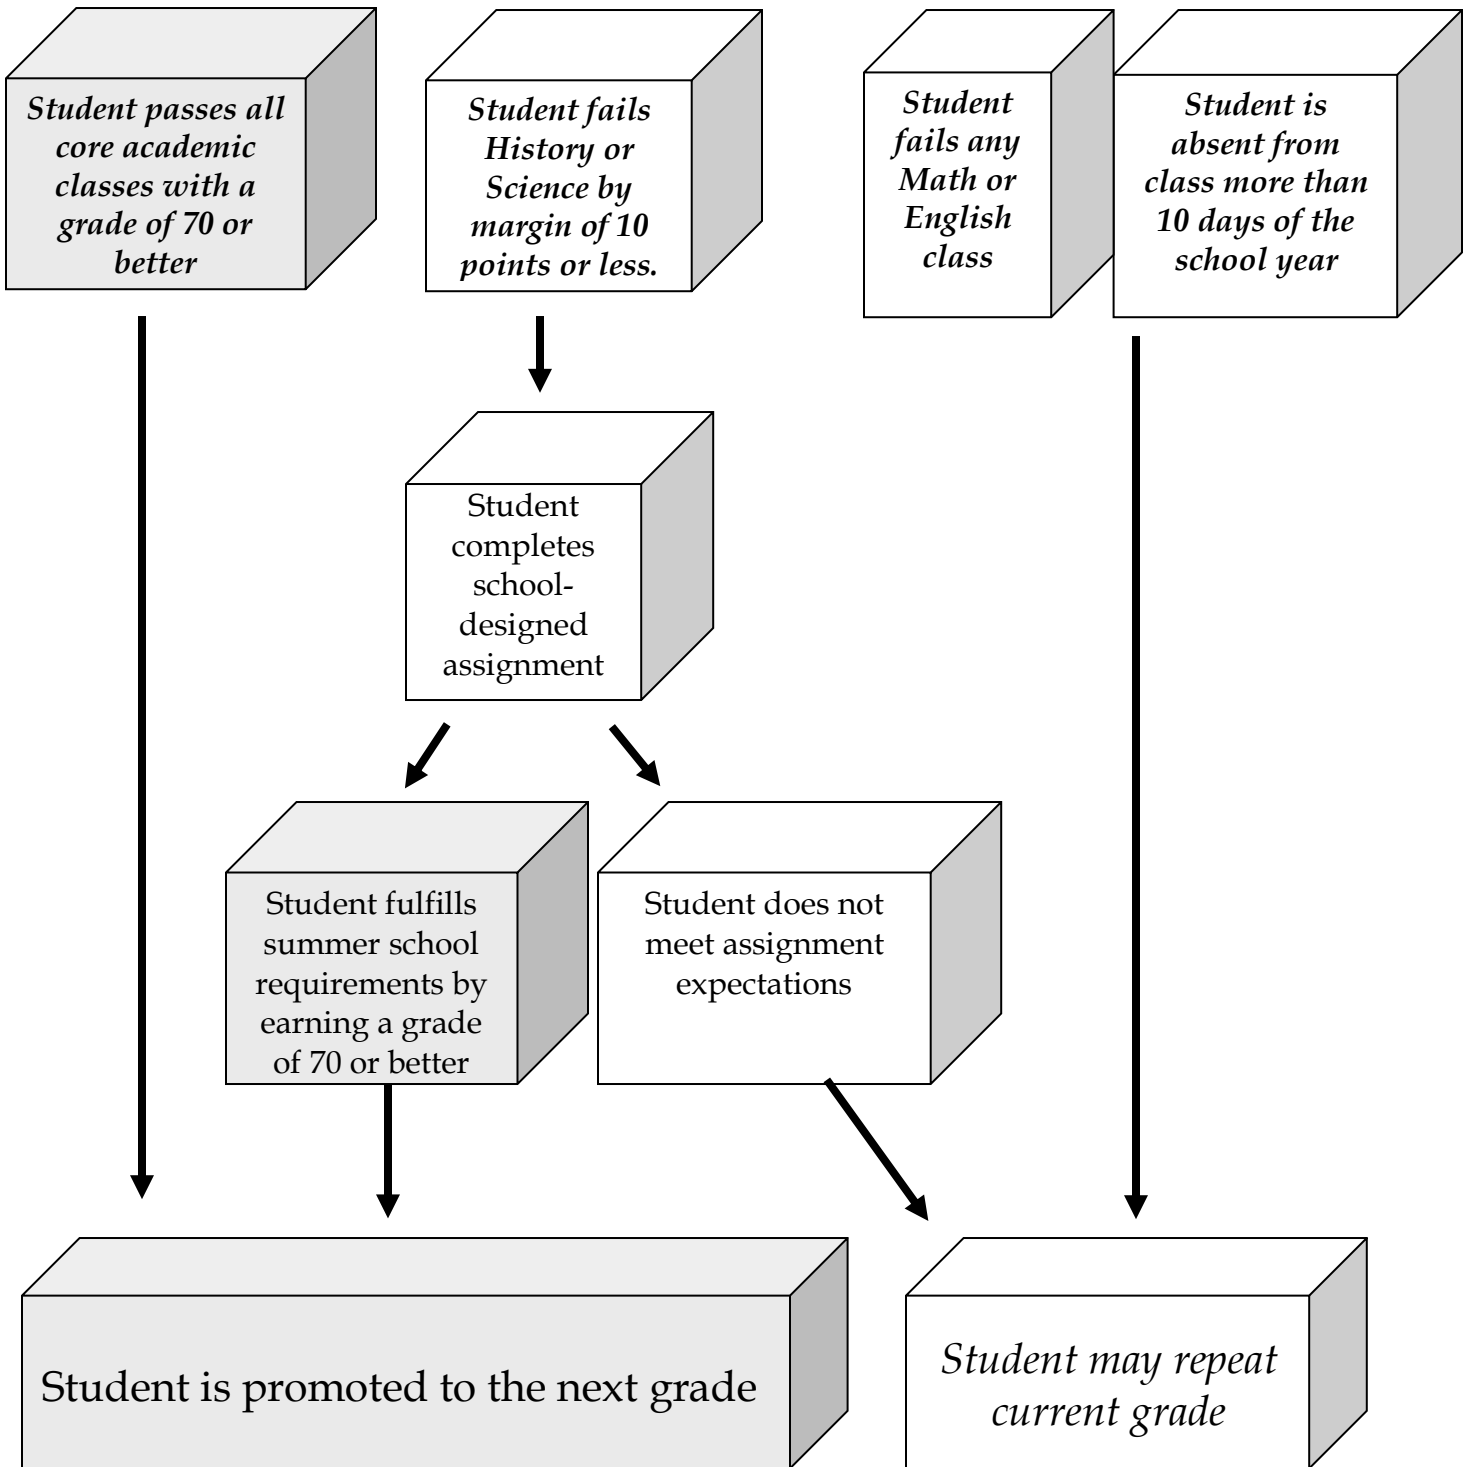 Student passes all
core academic
classes with a
grade of 70 or
better
Student fails
History or
Science by
margin of 10
points or less.
Student
fails any
Math or
English
class
Student is
absent from
class more than
10 days of the
school year
Student
completes
school-
designed
assignment
Student fulfills
summer school
requirements by
earning a grade
of 70 or better
Student does not
meet assignment
expectations
Student is promoted to the next grade
Student may repeat
current grade